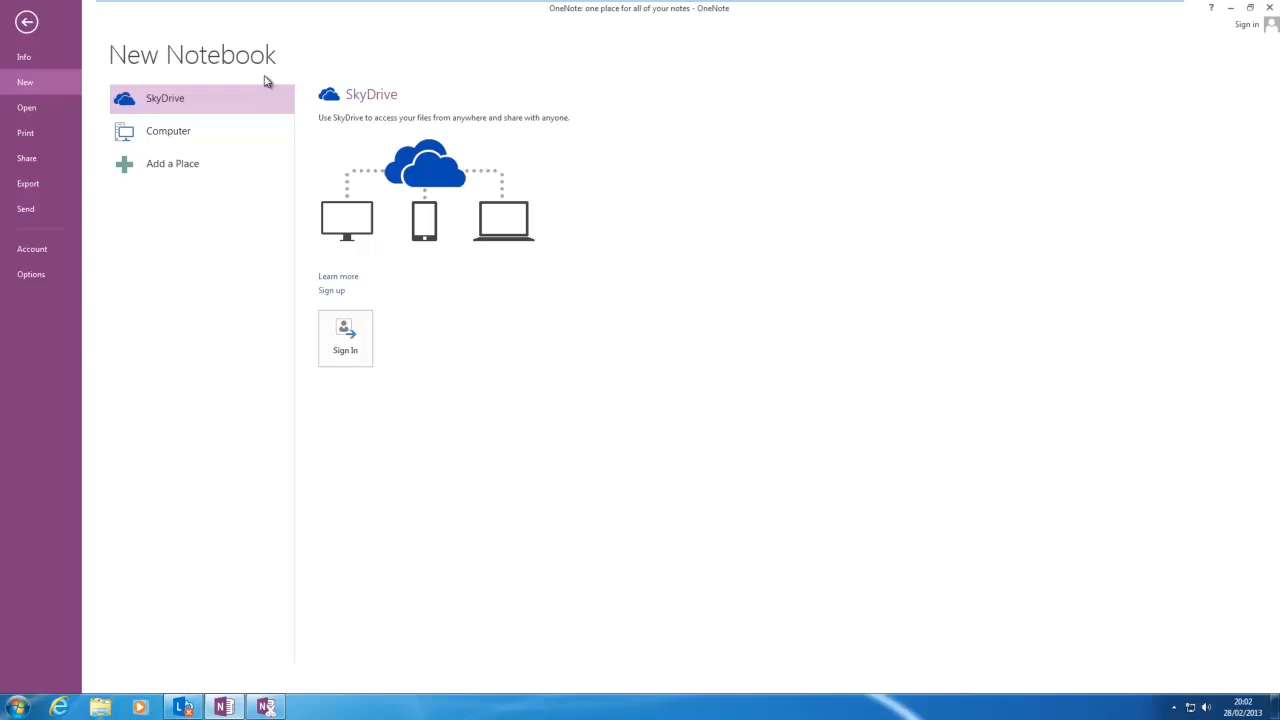 OneNote: one place for all of your notes - OneNote
?
Sign in
Info
New
Open
Print
Share
Export
Send
Account
Options
New Notebook
SkyDrive
Computer
Add a Place
SkyDrive
Use SkyDrive to access your files from anywhere and share with anyone.
Learn more
Sign up
Sign In
20:02
28/02/2013